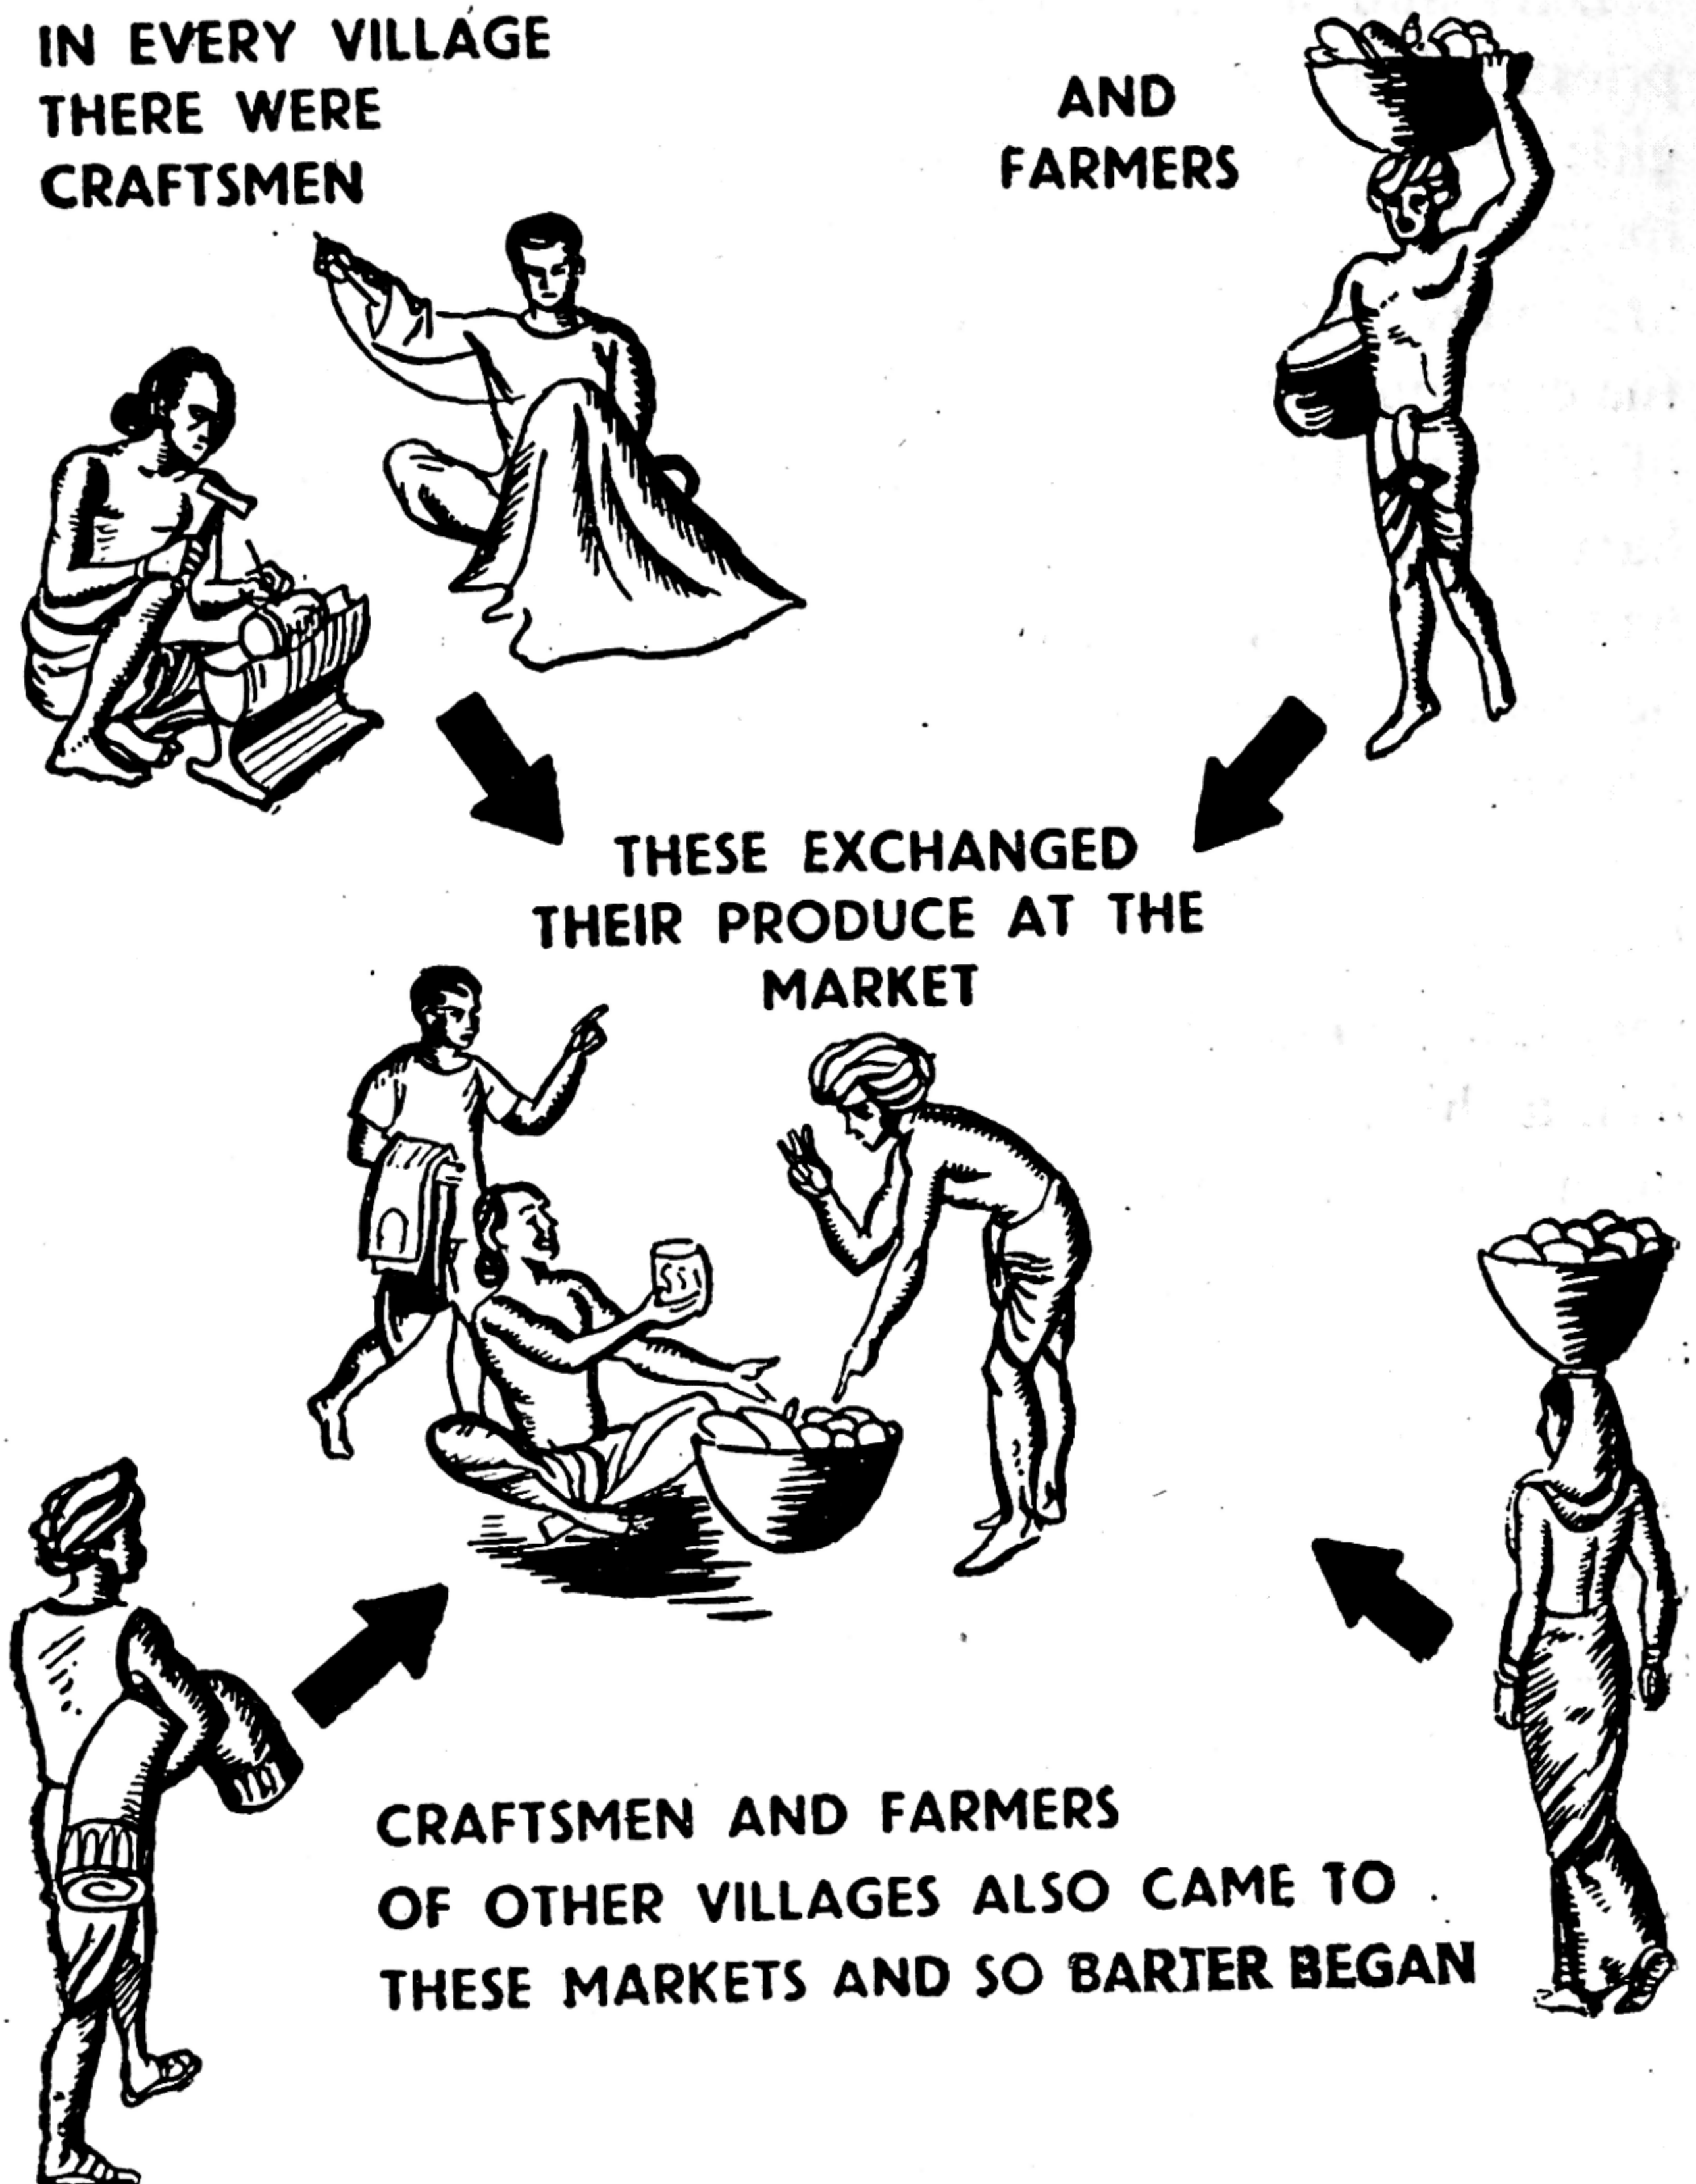 IN EVERY VILLAGE
THERE WERE
CRAFTSMEN
AND
FARMERS
THESE EXCHANGED
THEIR PRODUCE AT THE
MARKET
CRAFTSMEN AND FARMERS
OF OTHER VILLAGES ALSO CAME TO
THESE MARKETS AND SO BARTER BEGAN